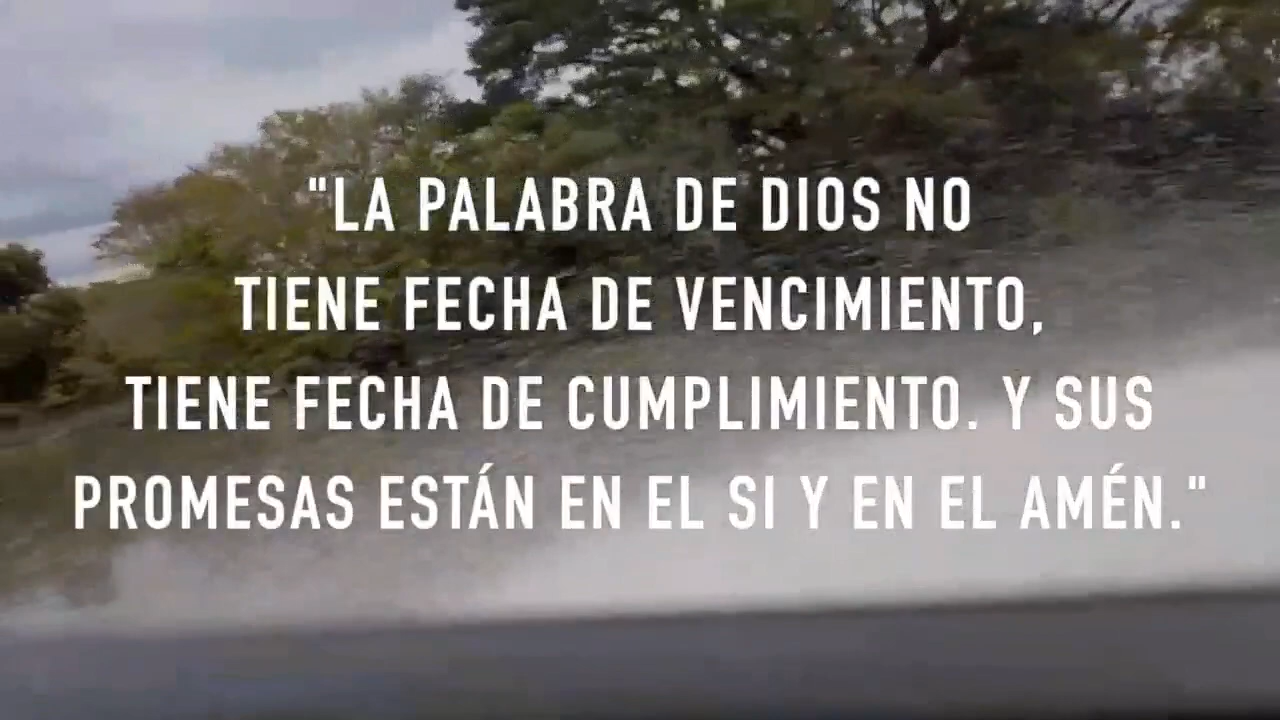 "LA PALABRA DE DIOS NO
TIENE FECHA DE VENCIMIENTO,
TIENE FECHA DE CUMPLIMIENTO. Y SUS
PROMESAS ESTÁN EN EL SI Y EN EL AMÉN."